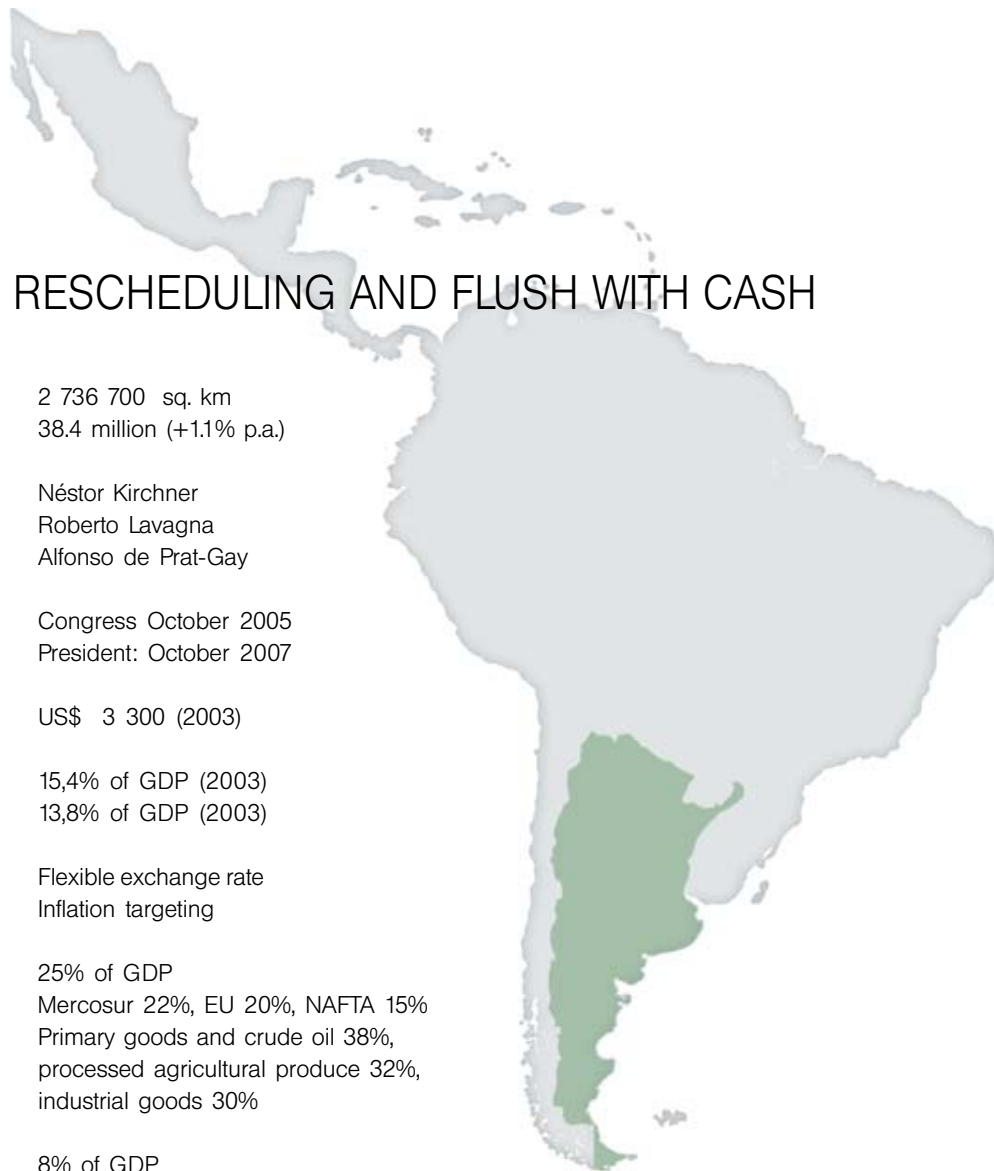 RESCHEDULING AND FLUSH WITH CASH
2 736 700 sq. km
38.4 million (+1.1% p.a.)
Néstor Kirchner
Roberto Lavagna
Alfonso de Prat-Gay
Congress October 2005
President: October 2007
US$ 3 300 (2003)
15,4% of GDP (2003)
13,8% of GDP (2003)
Flexible exchange rate
Inflation targeting
25% of GDP
Mercosur 22%, EU 20%, NAFTA 15%
Primary goods and crude oil 38%,
processed agricultural produce 32%,
industrial goods 30%
8% of GDP